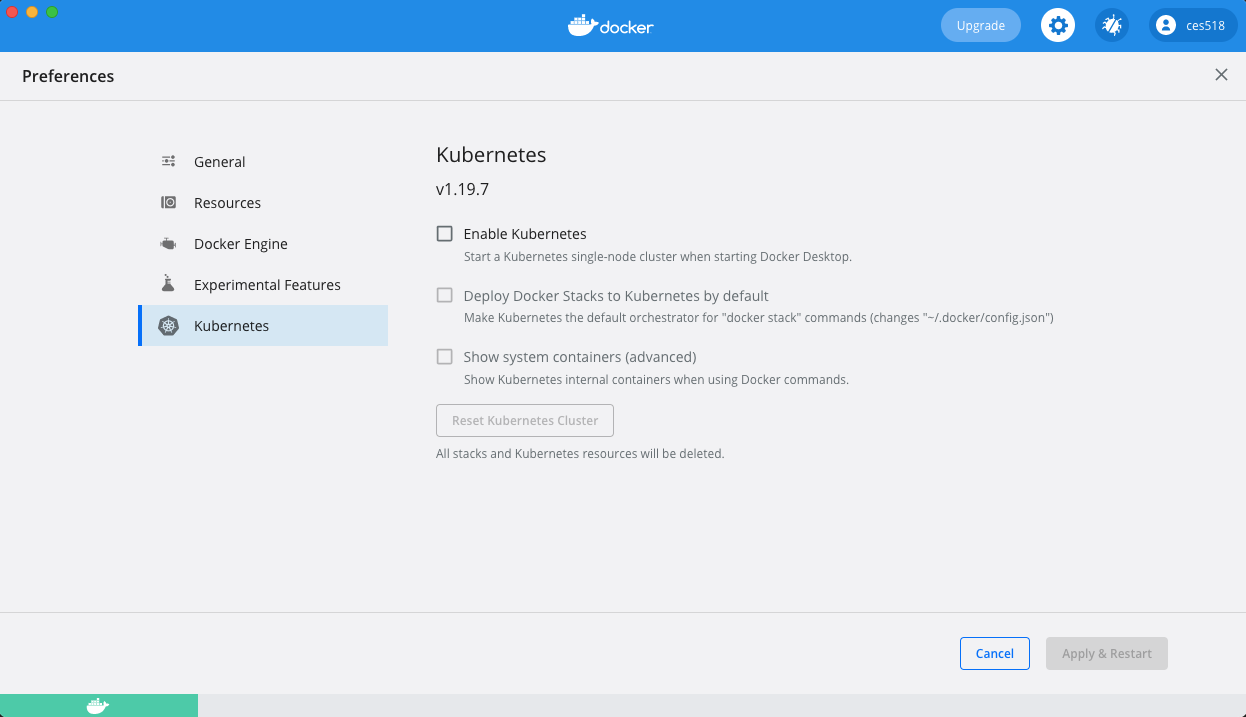 docker
Upgrade
ces518
Preferences
General
Resources
Docker Engine
Experimental Features
Kubernetes
Kubernetes
v1.19.7
Enable Kubernetes
Start a Kubernetes single-node cluster when starting Docker Desktop.
Deploy Docker Stacks to Kubernetes by default
Make Kubernetes the default orchestrator for "docker stack" commands (changes "~/.docker/config.json")
Show system containers (advanced)
Show Kubernetes internal containers when using Docker commands.
Reset Kubernetes Cluster
All stacks and Kubernetes resources will be deleted.
Cancel
Apply & Restart